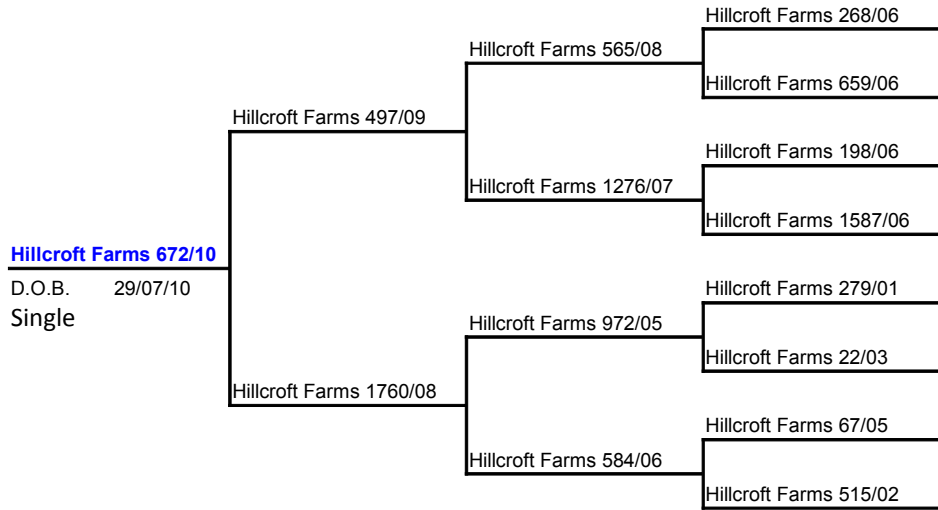 Hillcroft Farms 268/06
Hillcroft Farms 565/08
Hillcroft Farms 659/06
Hillcroft Farms 497/09
Hillcroft Farms 198/06
Hillcroft Farms 1276/07
Hillcroft Farms 1587/06
Hillcroft Farms 672/10
D.O.B. 29/07/10
Single
Hillcroft Farms 279/01
Hillcroft Farms 972/05
Hillcroft Farms 22/03
Hillcroft Farms 1760/08
Hillcroft Farms 67/05
Hillcroft Farms 584/06
Hillcroft Farms 515/02